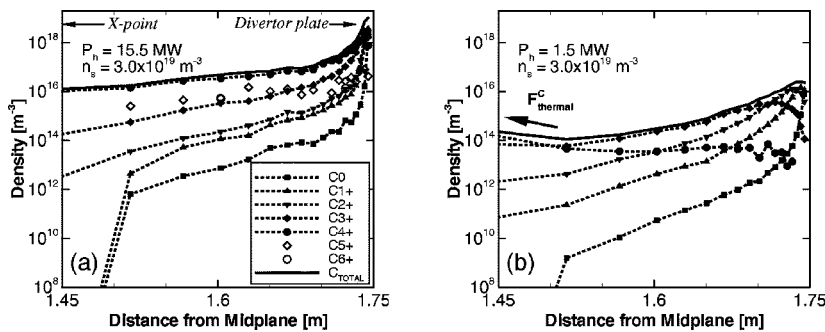 X-point
Divertor plate
10^18
10^16
10^14
10^12
10^10
10^8
Density [m^-3]
P_h = 15.5 MW
n_s = 3.0x10^19 m^-3
C0
C1+
C2+
C3+
C4+
C5+
C6+
C_TOTAL
(a)
1.45
1.6
1.75
Distance from Midplane [m]
10^18
10^16
10^14
10^12
10^10
10^8
Density [m^-3]
P_h = 1.5 MW
n_s = 3.0x10^19 m^-3
F^C_thermal
(b)
1.45
1.6
1.75
Distance from Midplane [m]